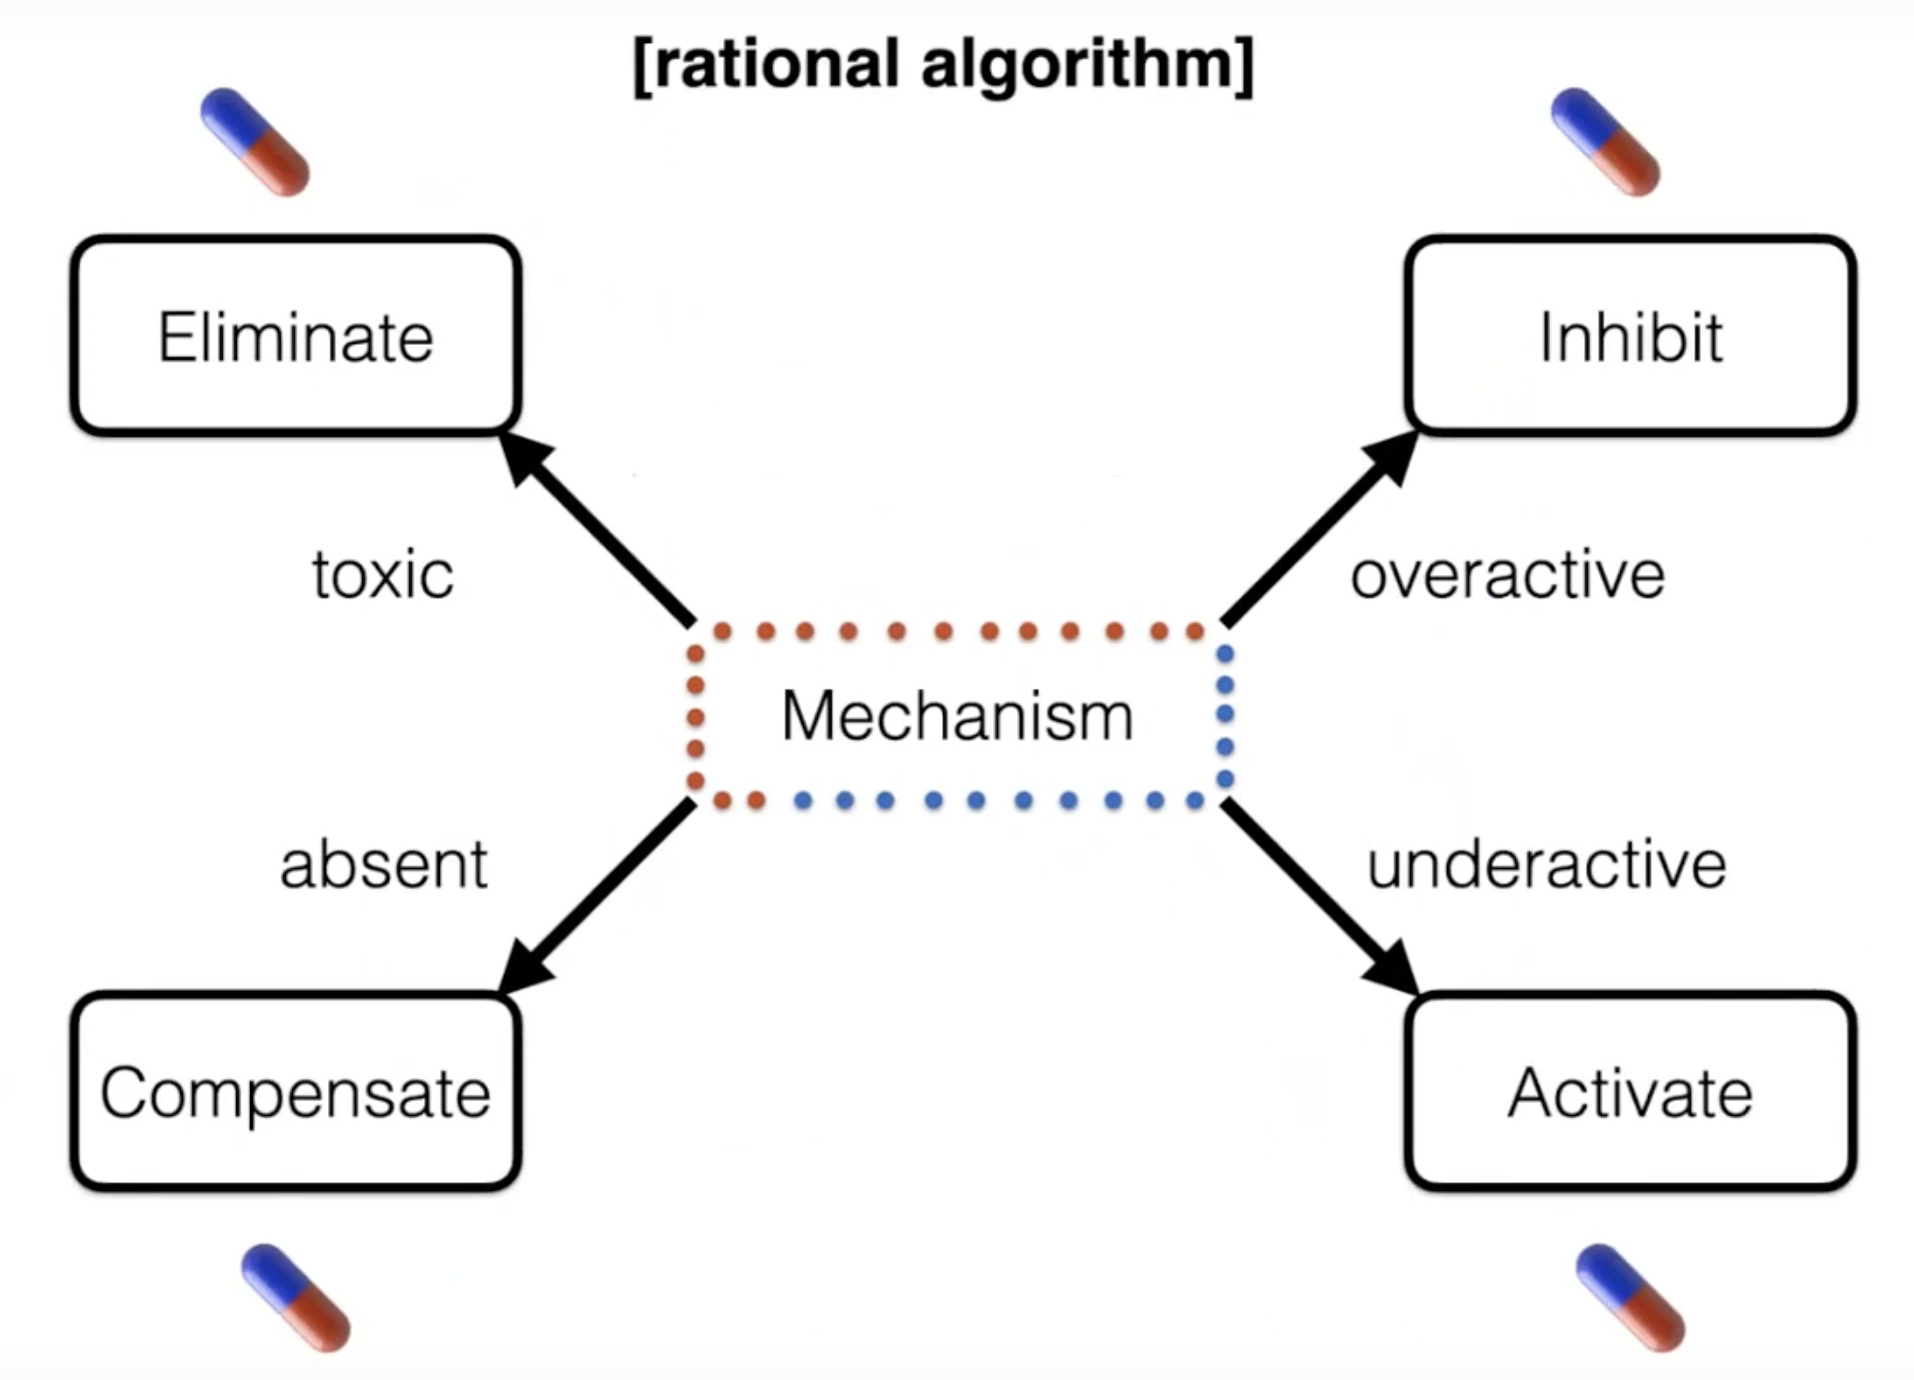 [rational algorithm]
Eliminate
Inhibit
toxic
overactive
Mechanism
absent
underactive
Compensate
Activate